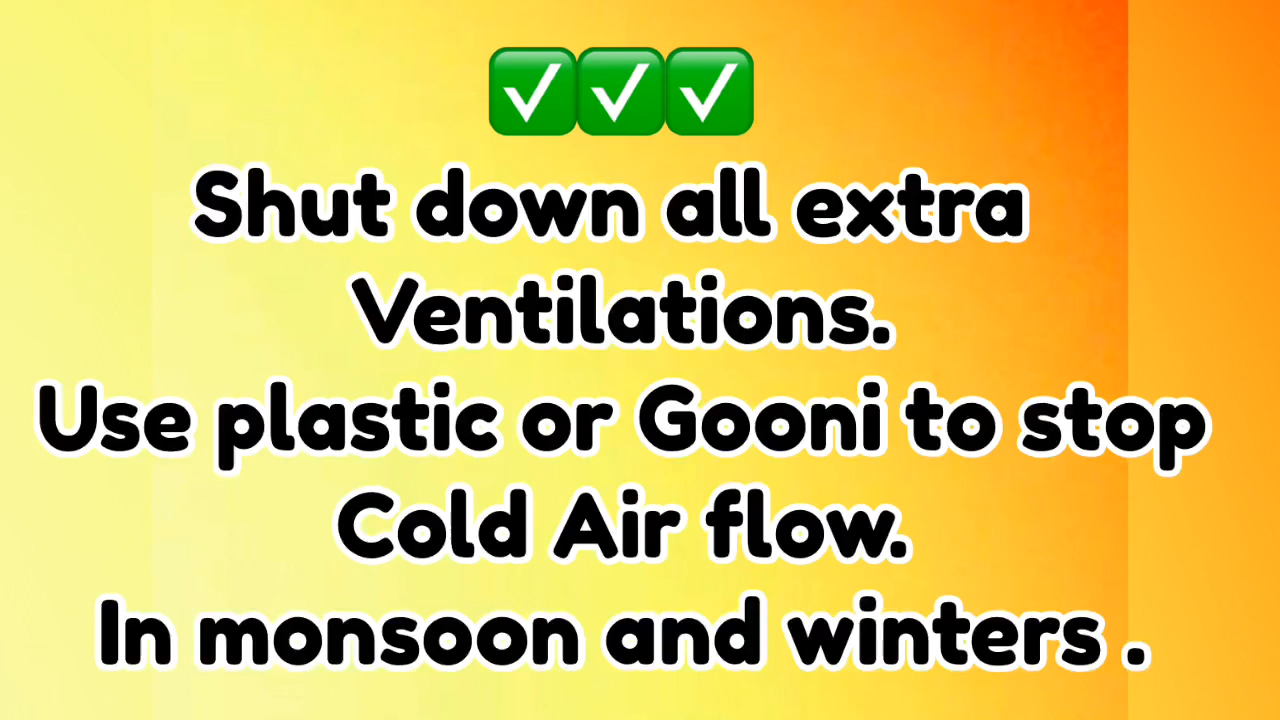 ✅✅✅
Shut down all extra
Ventilations.
Use plastic or Gooni to stop
Cold Air flow.
In monsoon and winters .